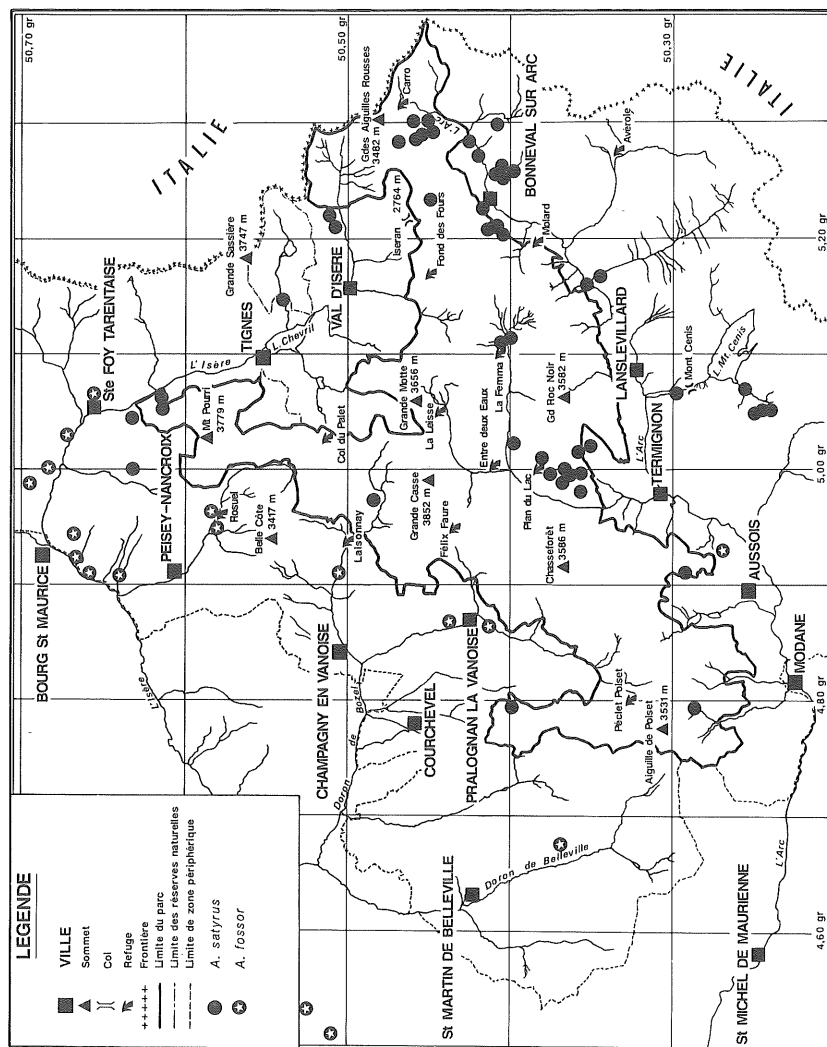 LEGENDE
VILLE
Sommet
Col
Refuge
Frontière
Limite du parc
Limite des réserves naturelles
Limite de zone périphérique
A. satyrus
A. fossor
50,70 gr
50,50 gr
50,30 gr
5,20 gr
5,00 gr
4,80 gr
4,60 gr
ITALIE
ITALIE
BOURG St MAURICE
Ste FOY TARENTAISE
L'Isère
L'Isère
PEISEY-NANCROIX
Rosuel
Mt Pourri
3779 m
Belle Côte
3417 m
TIGNES
L. Chevril
Grande Sassière
3747 m
VAL D'ISERE
Iseran
2764 m
Fond des Fours
Gdes Aiguilles Rousses
3482 m
Carro
L'Arc
BONNEVAL SUR ARC
Avérole
Molard
Col du Palet
Grande Motte
3656 m
La Leisse
Laisonnay
Grande Casse
3852 m
Félix Faure
Entre deux Eaux
La Femma
Plan du Lac
Gd Roc Noir
3582 m
Chasseforêt
3586 m
LANSLEVILLARD
Mont Cenis
L. Mt. Cenis
TERMIGNON
L'Arc
AUSSOIS
MODANE
CHAMPAGNY EN VANOISE
Doron de Bozel
COURCHEVEL
PRALOGNAN LA VANOISE
Péclet Polset
Aiguille de Polset
3531 m
St MARTIN DE BELLEVILLE
Doron de Belleville
St MICHEL DE MAURIENNE
L'Arc